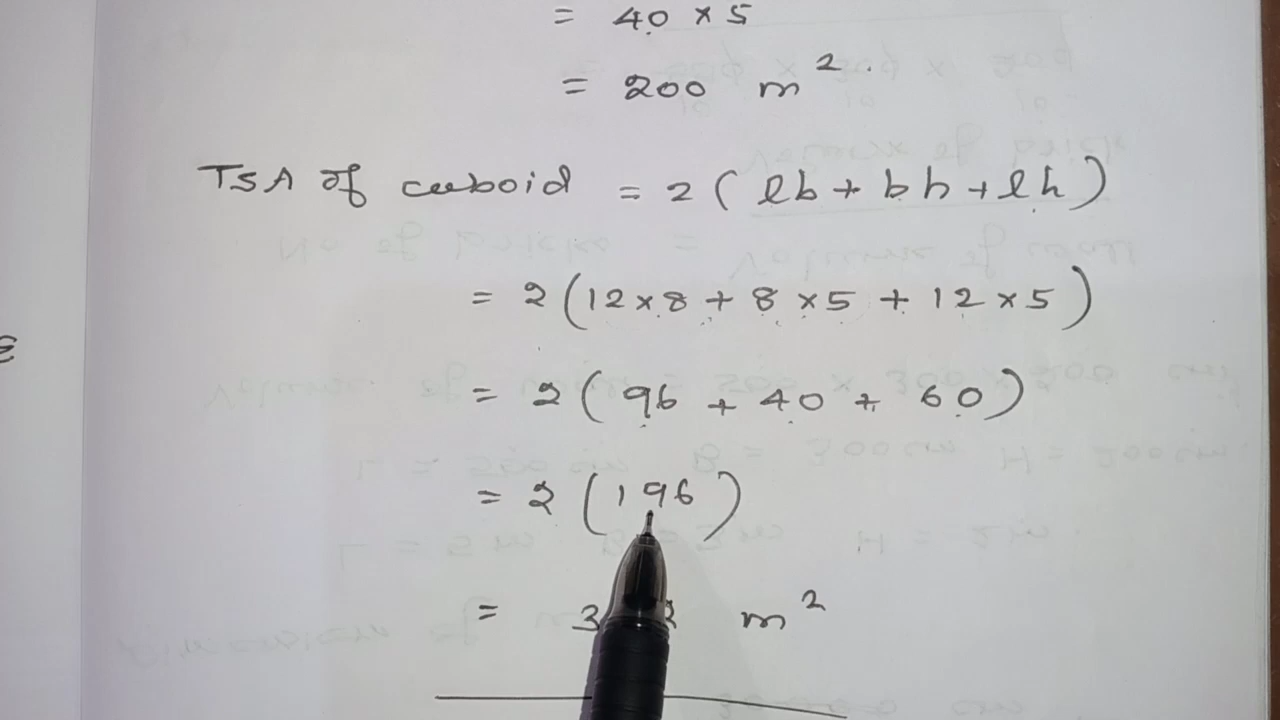 = 40 × 5
= 200 m².
TSA of cuboid = 2 ( lb + bh + lh )
= 2 ( 12 × 8 + 8 × 5 + 12 × 5 )
= 2 ( 96 + 40 + 60 )
= 2 ( 196 )
= 3 2 m²